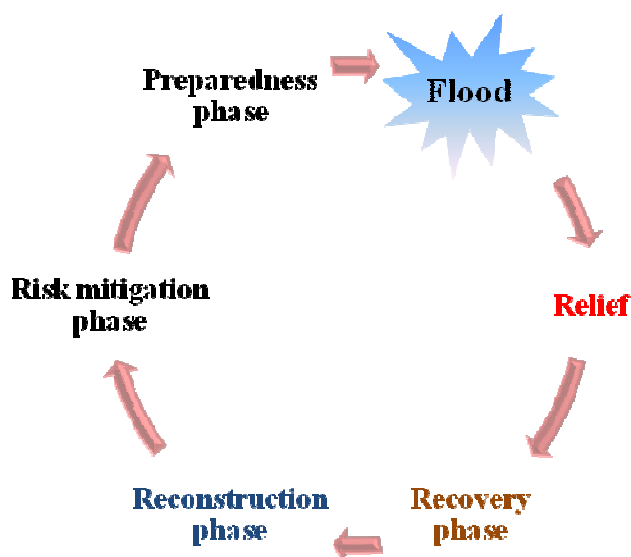 Preparedness
phase
Flood
Relief
Recovery
phase
Reconstruction
phase
Risk mitigation
phase